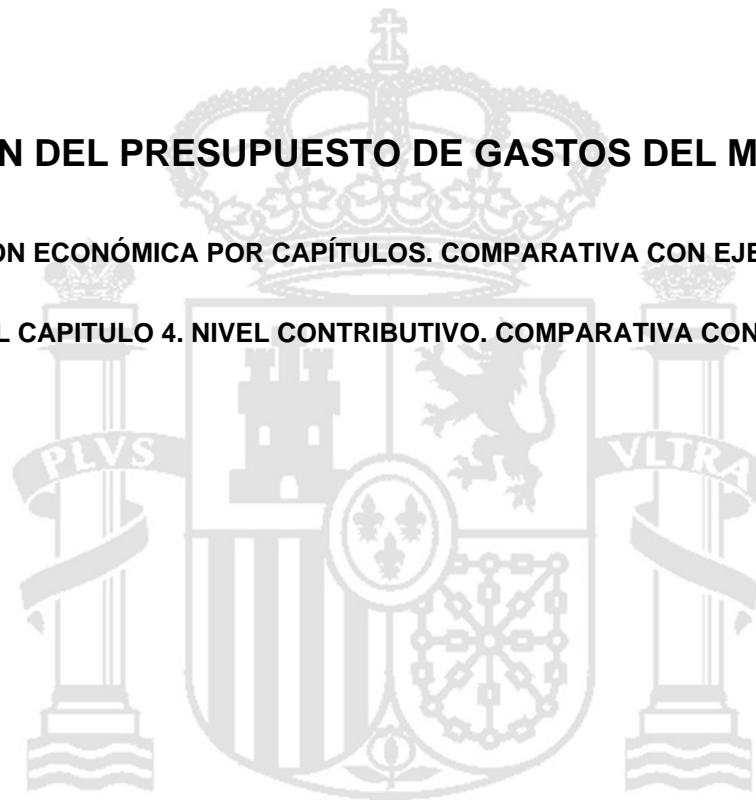 N DEL PRESUPUESTO DE GASTOS DEL M
ON ECONÓMICA POR CAPÍTULOS. COMPARATIVA CON EJE
L CAPITULO 4. NIVEL CONTRIBUTIVO. COMPARATIVA CON
PLVS VLTRA